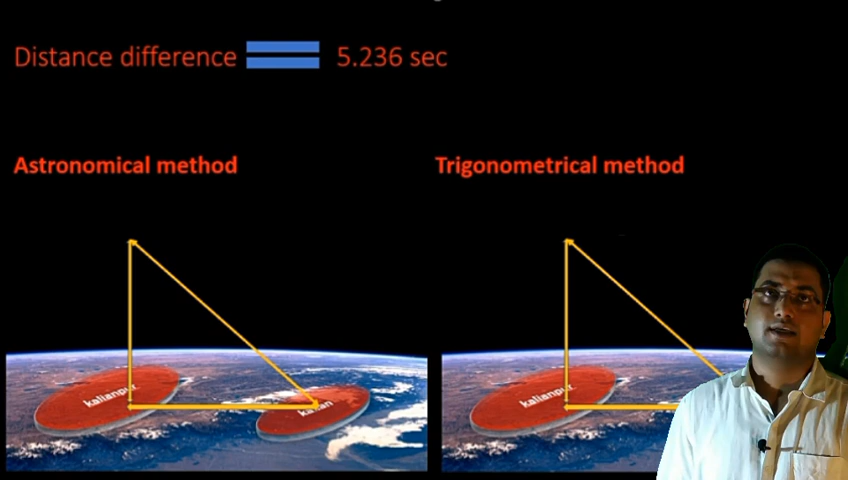 Distance difference 5.236 sec
Astronomical method
Trigonometrical method
kalianpur
kalianpur